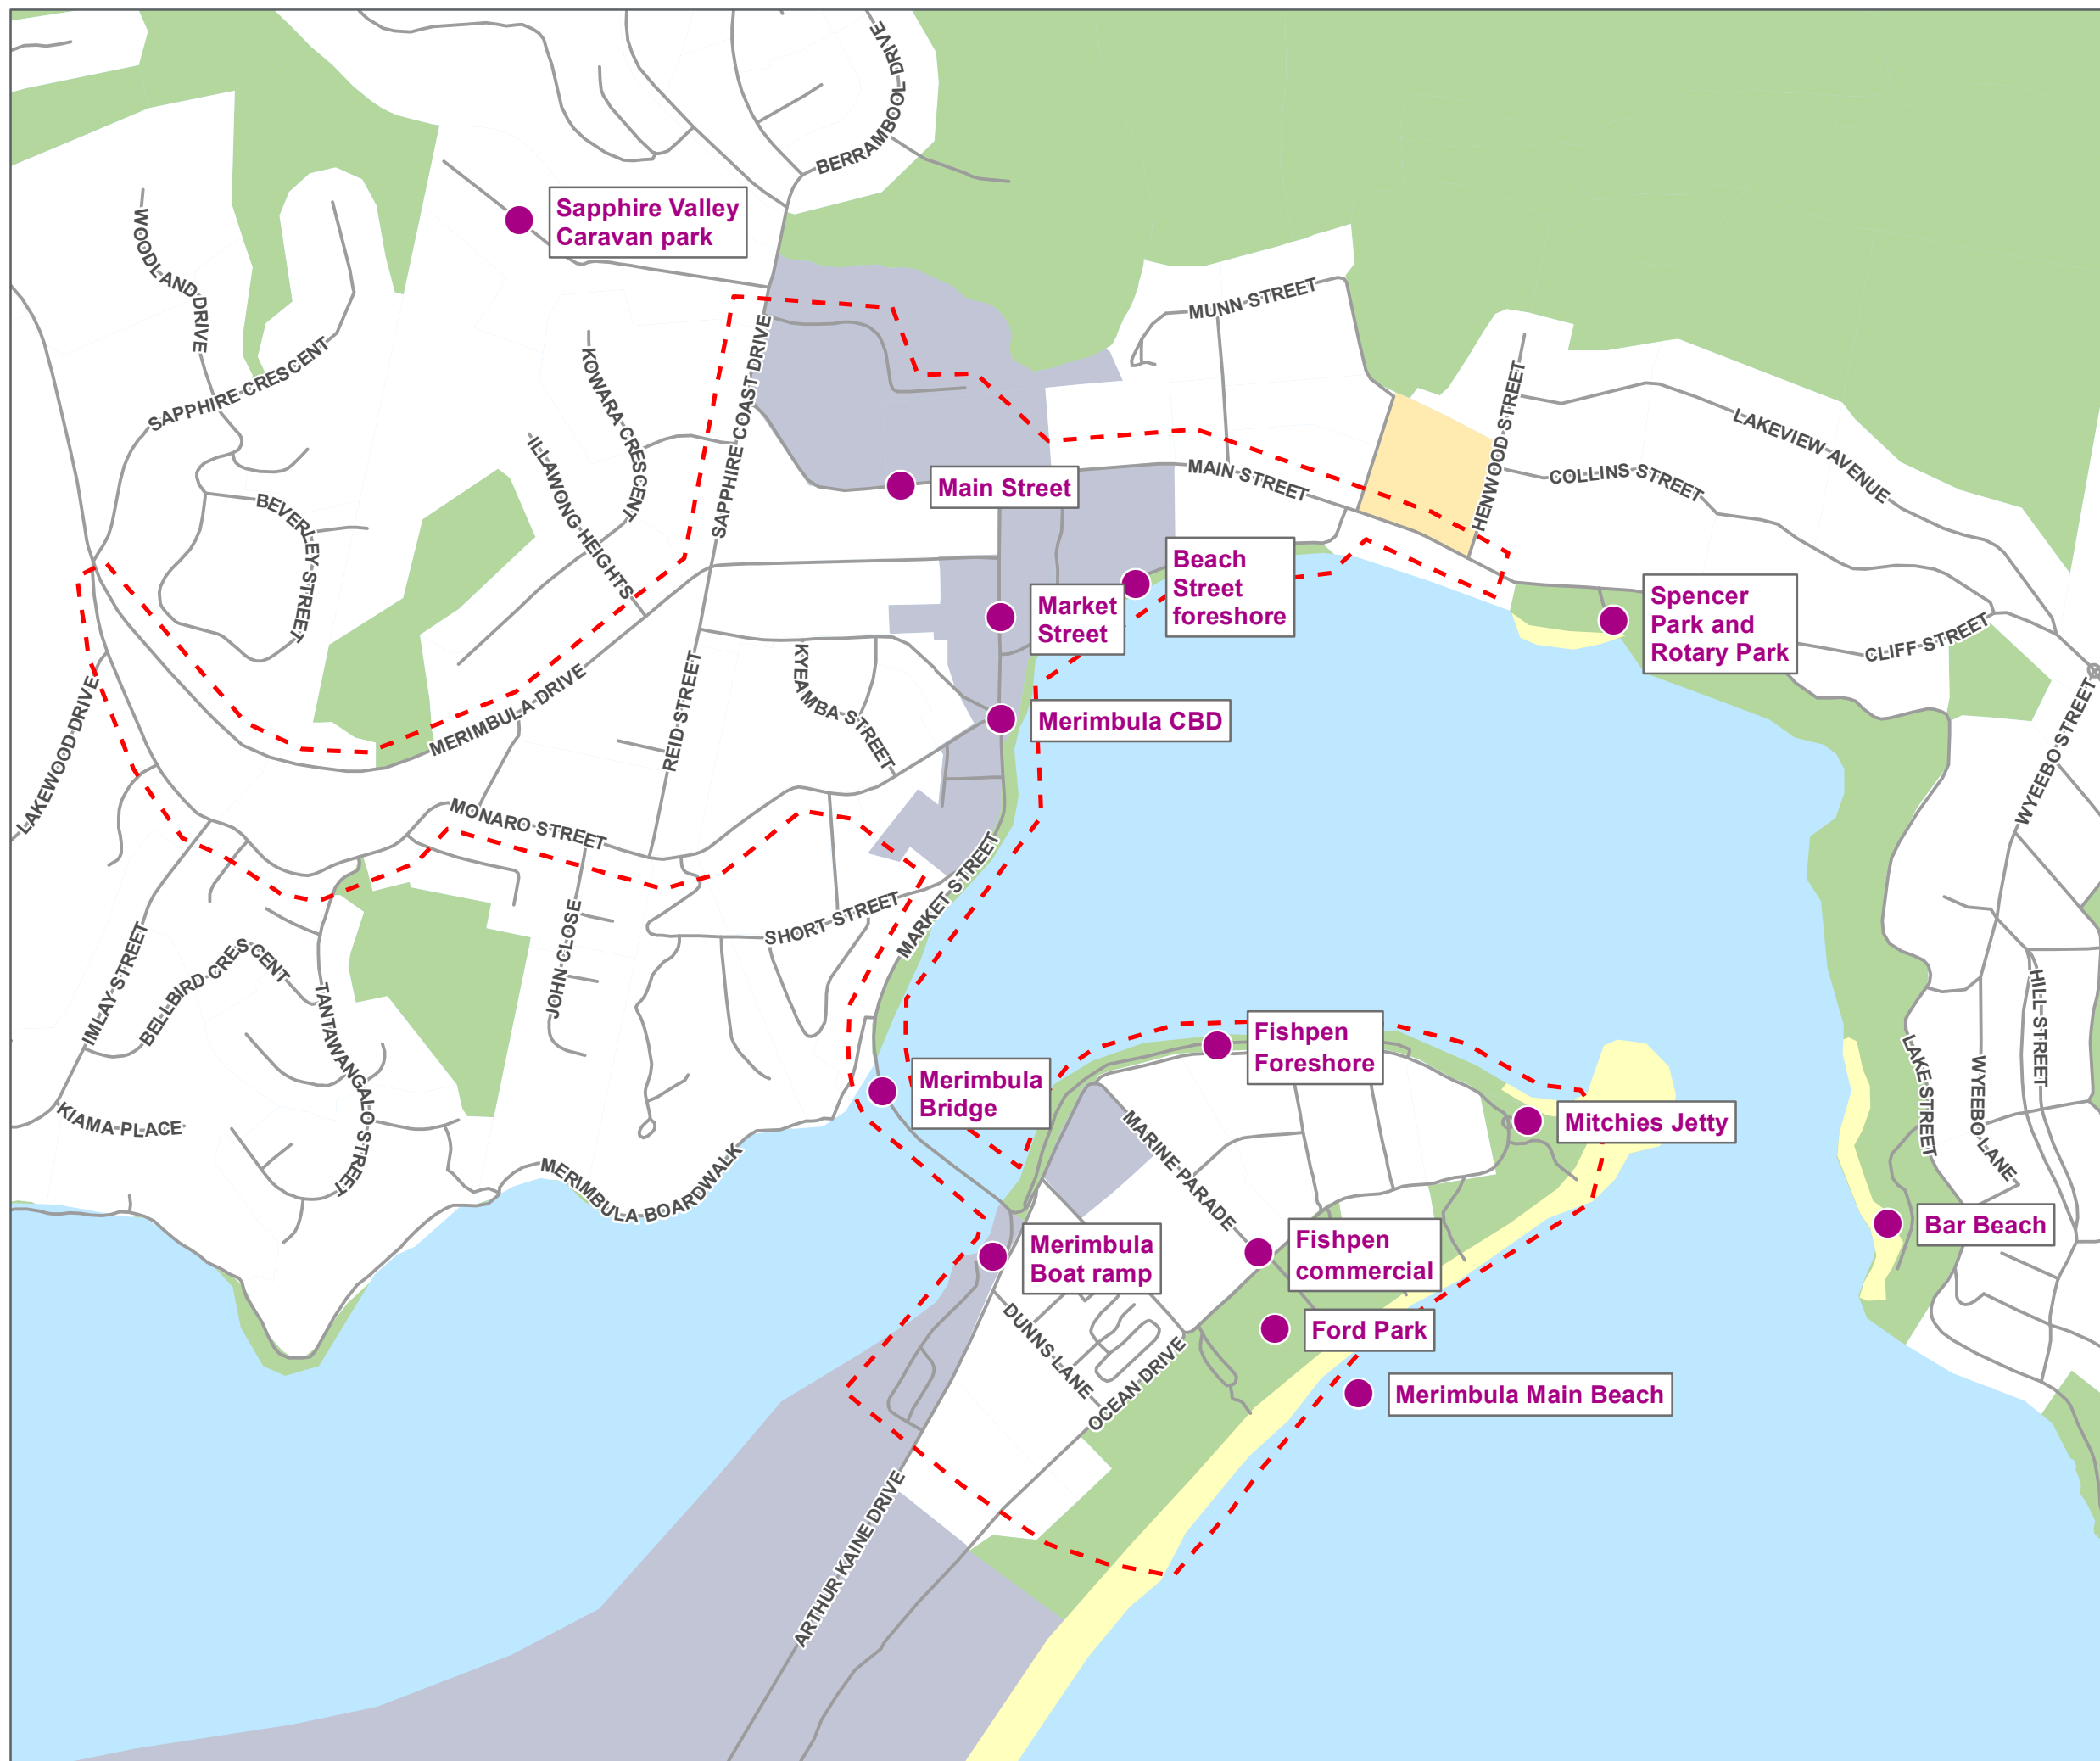 BERRAMBOOL DRIVE
Sapphire Valley
Caravan park
WOODLAND DRIVE
SAPPHIRE CRESCENT
KOWARA CRESCENT
SAPPHIRE COAST DRIVE
MUNN STREET
HENWOOD STREET
LAKEVIEW AVENUE
COLLINS STREET
MAIN STREET
Main Street
ILLAWONG HEIGHTS
BEVERLEY STREET
Beach
Street
foreshore
Market
Street
Spencer
Park and
Rotary Park
CLIFF STREET
WYEEBO STREET
LAKEWOOD DRIVE
MERIMBULA DRIVE
REID STREET
KYEAMBA STREET
Merimbula CBD
MONARO STREET
MARKET STREET
SHORT STREET
JOHN CLOSE
IMLAY STREET
BELLBIRD CRESCENT
TANTAWANGALO STREET
KIAMA PLACE
MERIMBULA BOARDWALK
Merimbula
Bridge
Fishpen
Foreshore
Mitchies Jetty
HILL STREET
LAKE STREET
WYEEBO LANE
MARINE PARADE
Bar Beach
Merimbula
Boat ramp
Fishpen
commercial
Ford Park
DUNNS LANE
OCEAN DRIVE
Merimbula Main Beach
ARTHUR KAINE DRIVE